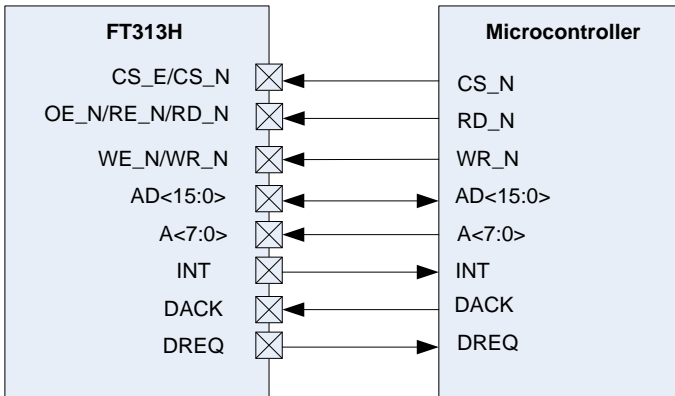 FT313H Microcontroller
CS_E/CS_N CS_N
OE_N/RE_N/RD_N RD_N
WE_N/WR_N WR_N
AD<15:0> AD<15:0>
A<7:0> A<7:0>
INT INT
DACK DACK
DREQ DREQ